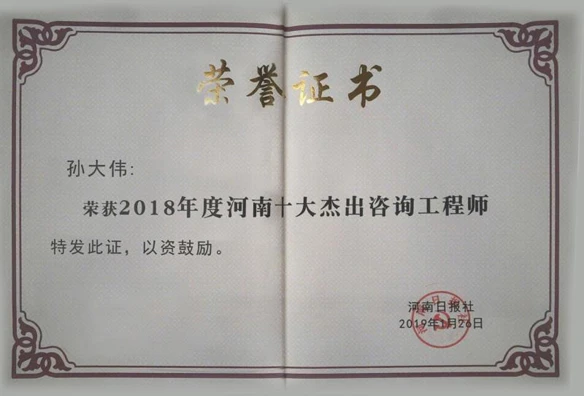 荣誉证书
孙大伟:
荣获2018年度河南十大杰出咨询工程师
特发此证，以资鼓励。
河南日报社
2019年1月26日